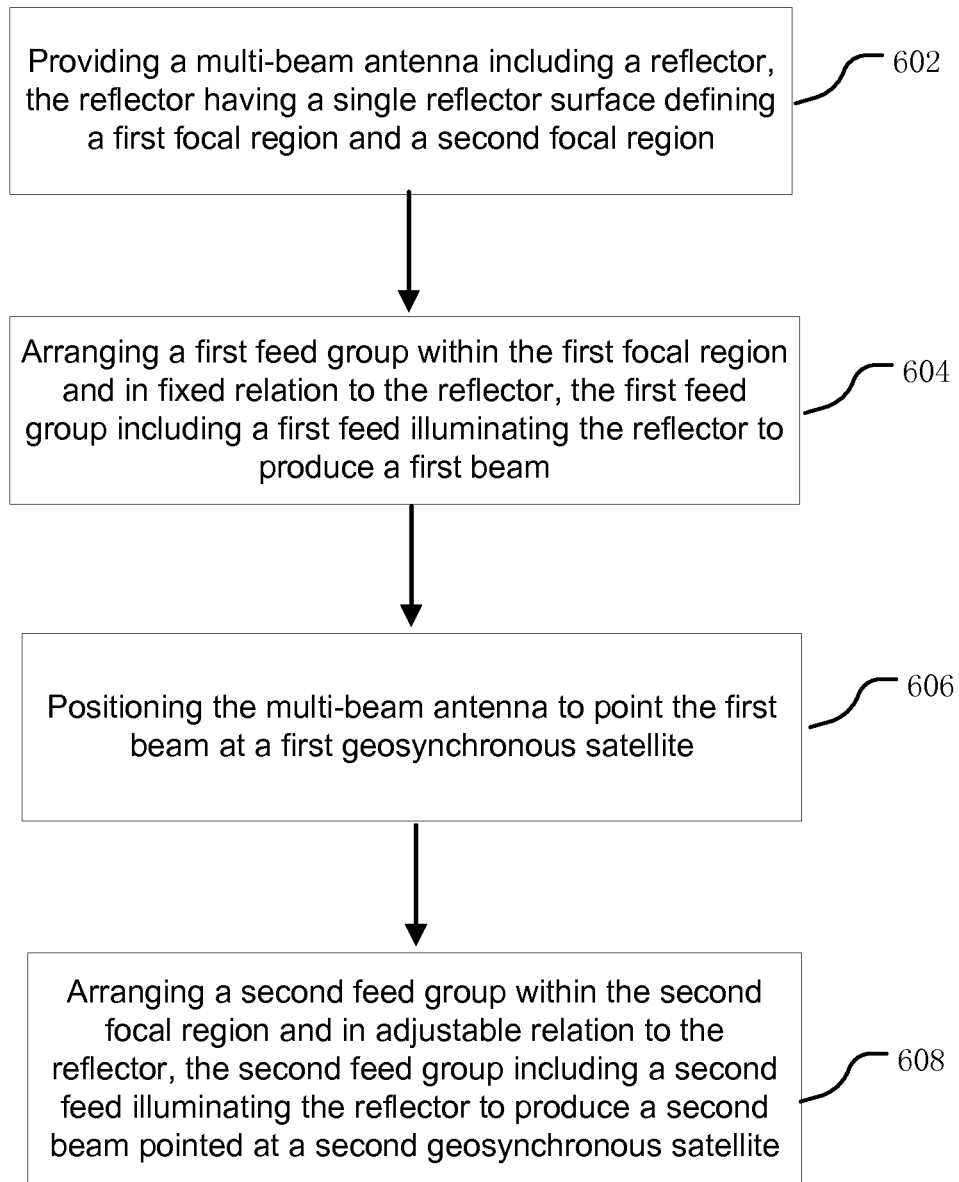 Providing a multi-beam antenna including a reflector,
the reflector having a single reflector surface defining
a first focal region and a second focal region
602
Arranging a first feed group within the first focal region
and in fixed relation to the reflector, the first feed
group including a first feed illuminating the reflector to
produce a first beam
604
Positioning the multi-beam antenna to point the first
beam at a first geosynchronous satellite
606
Arranging a second feed group within the second
focal region and in adjustable relation to the
reflector, the second feed group including a second
feed illuminating the reflector to produce a second
beam pointed at a second geosynchronous satellite
608